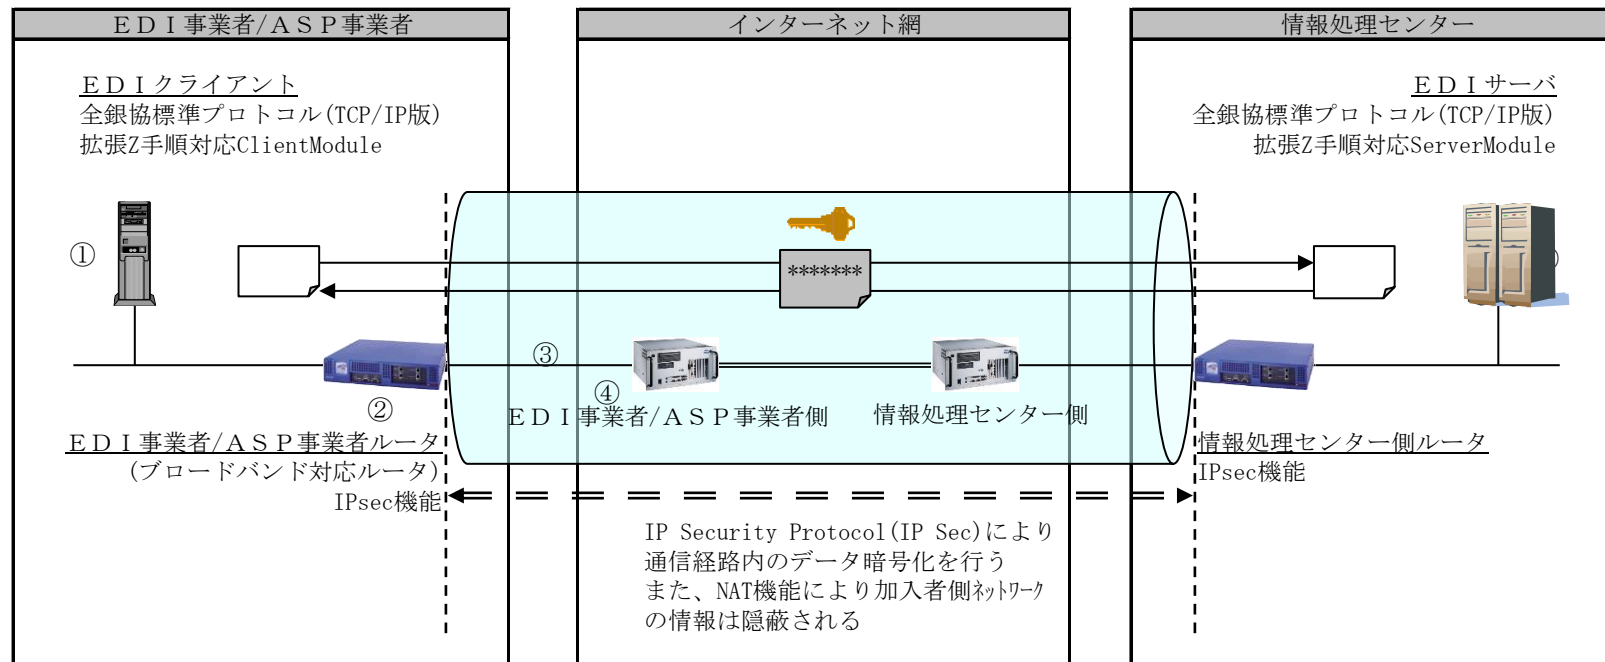 ＥＤＩ事業者/ＡＳＰ事業者
インターネット網
情報処理センター
ＥＤＩクライアント
全銀協標準プロトコル(TCP/IP版)
拡張Z手順対応ClientModule
ＥＤＩサーバ
全銀協標準プロトコル(TCP/IP版)
拡張Z手順対応ServerModule
①
*******
③
④
②
ＥＤＩ事業者/ＡＳＰ事業者側
情報処理センター側
ＥＤＩ事業者/ＡＳＰ事業者ルータ
(ブロードバンド対応ルータ)
IPsec機能
情報処理センター側ルータ
IPsec機能
IP Security Protocol(IP Sec)により
通信経路内のデータ暗号化を行う
また、NAT機能により加入者側ﾈｯﾄﾜｰｸ
の情報は隠蔽される